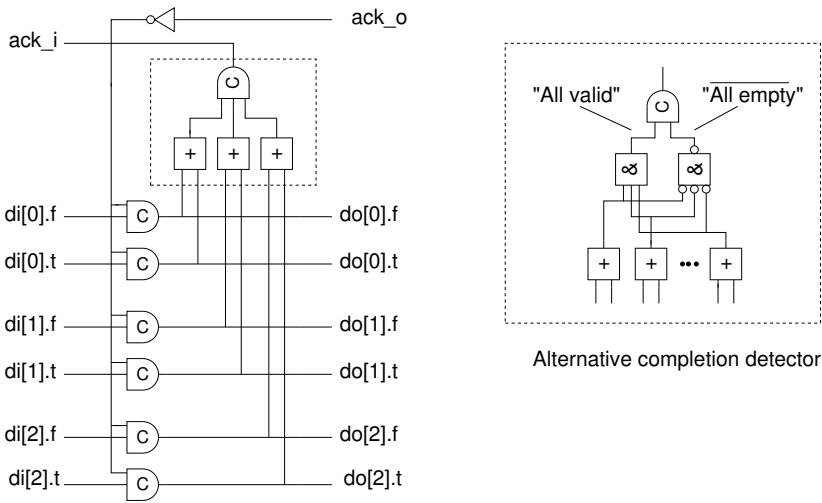 ack_o
ack_i
C
+ + +
di[0].f C do[0].f
di[0].t C do[0].t
di[1].f C do[1].f
di[1].t C do[1].t
di[2].f C do[2].f
di[2].t C do[2].t
"All valid" "All empty"
C
& &
+ + ••• +
Alternative completion detector